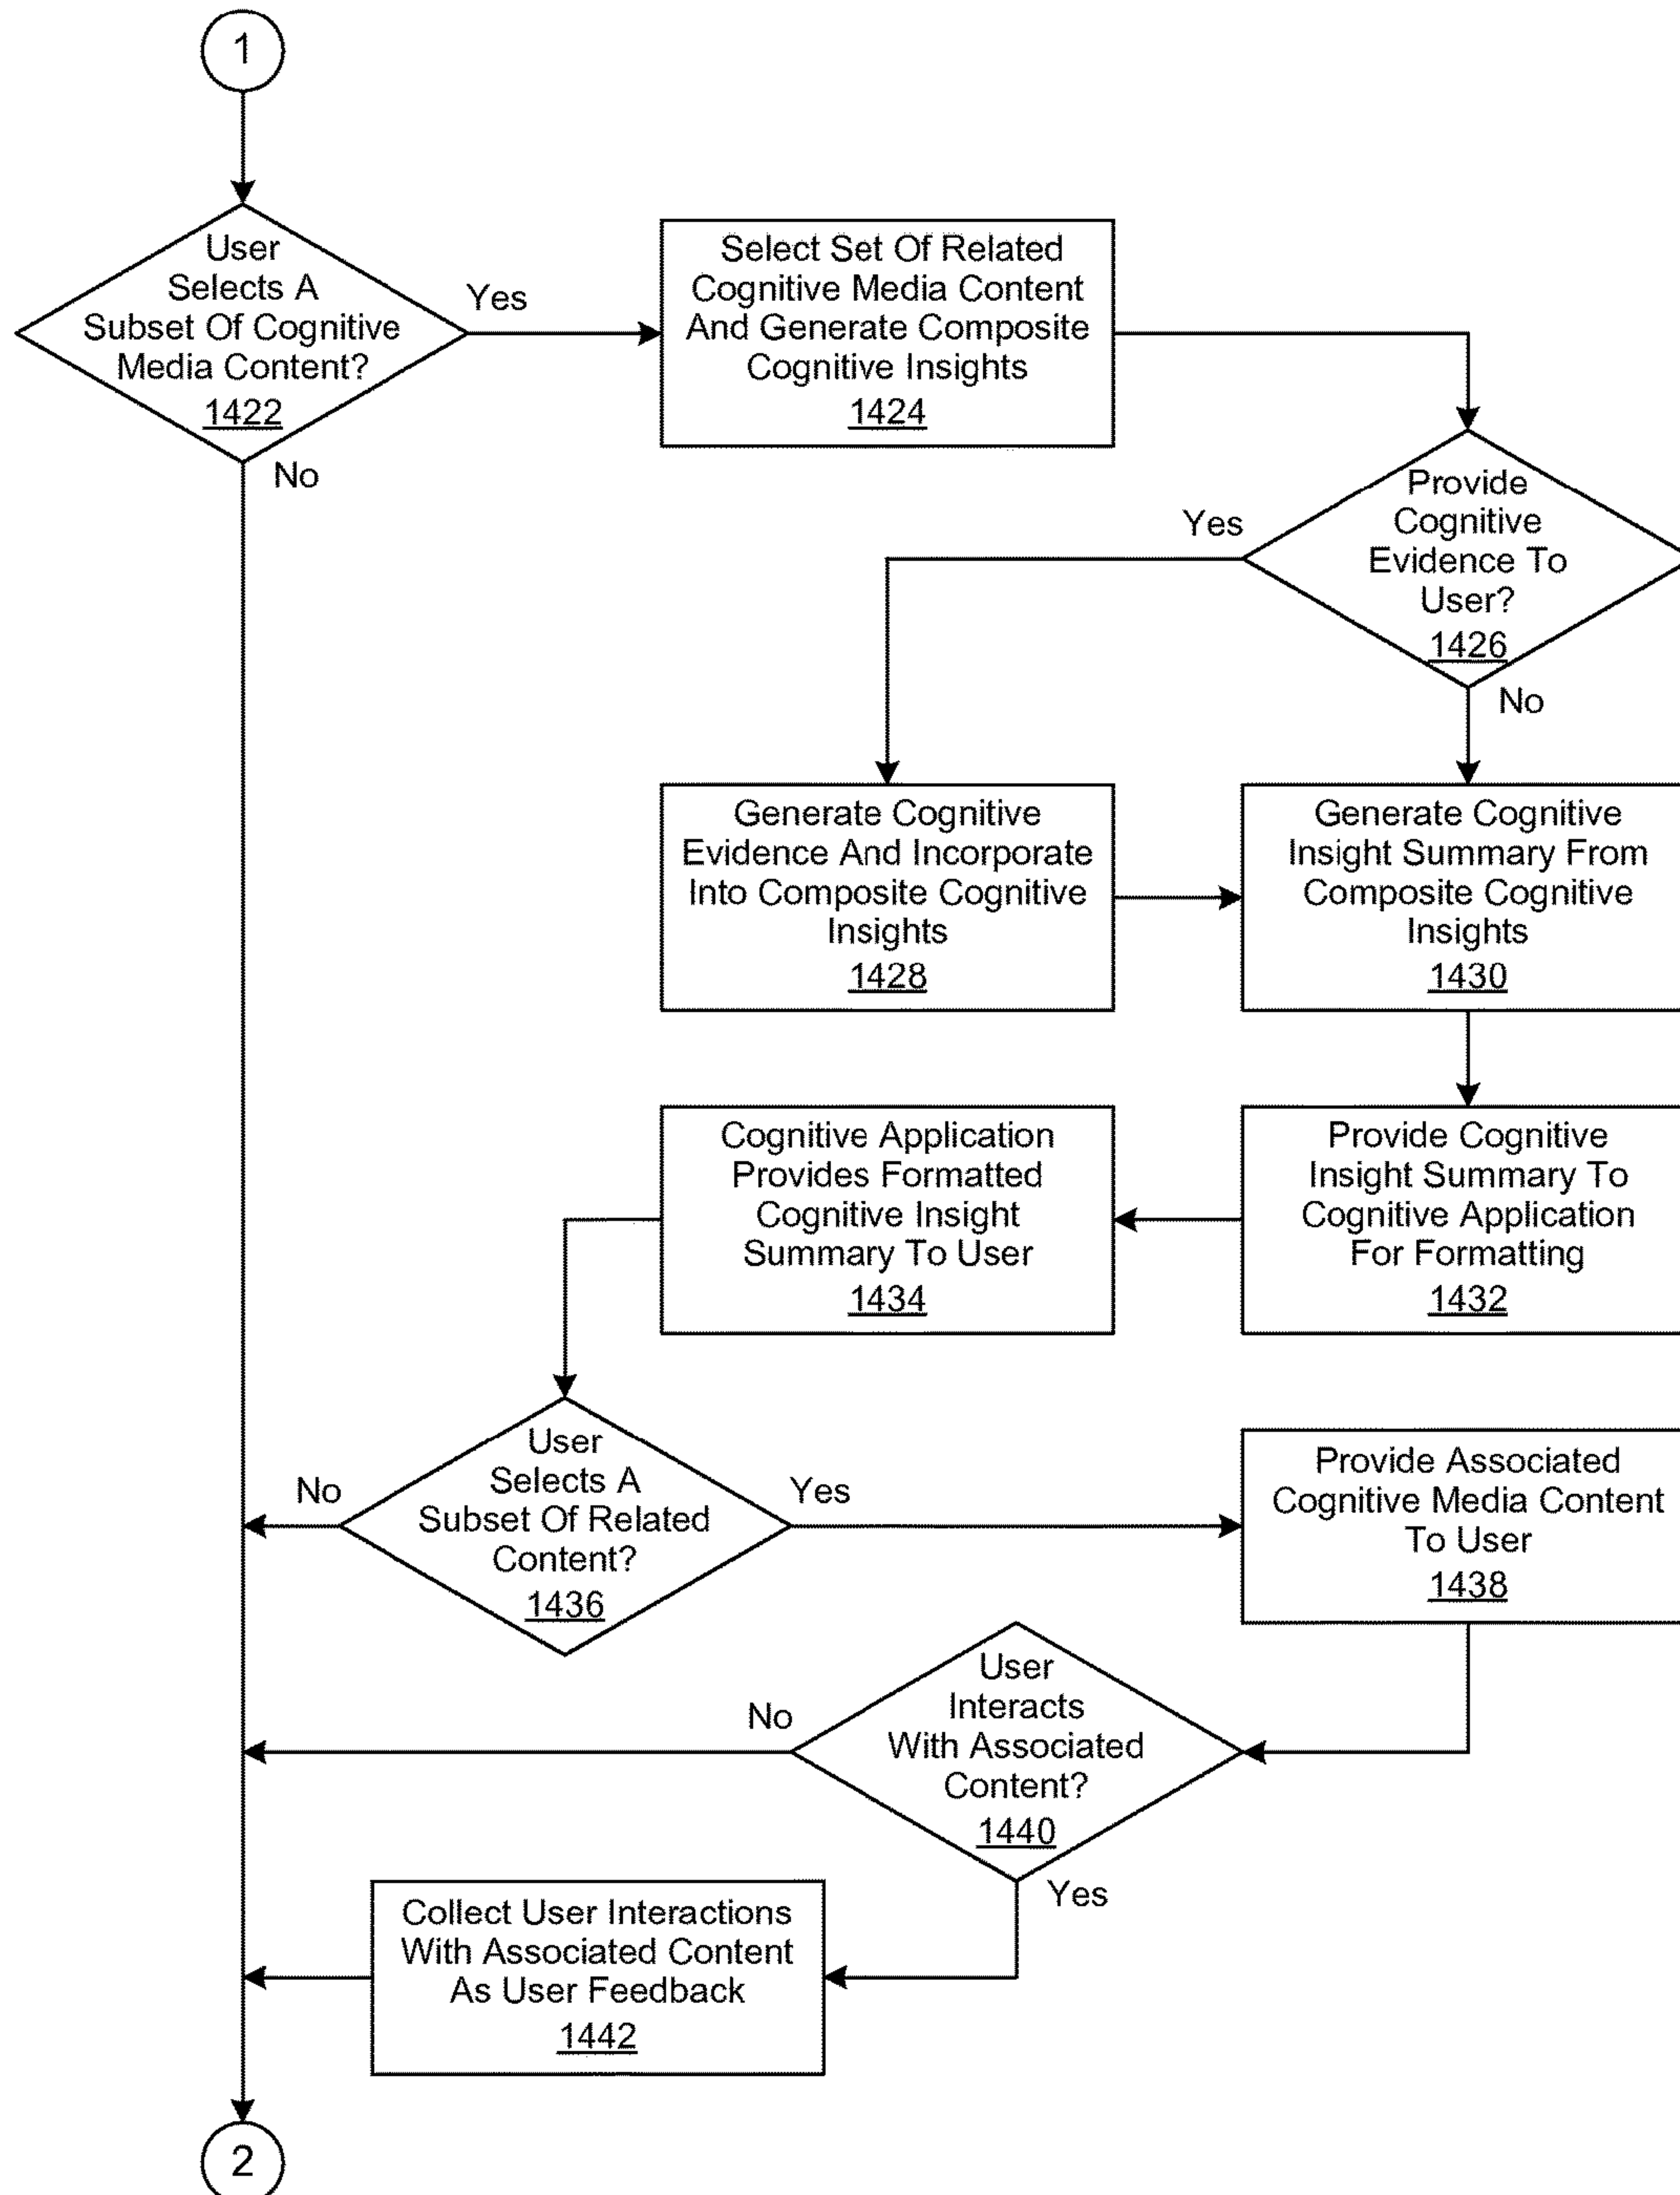 1
User
Selects A
Subset Of Cognitive
Media Content?
1422
Yes
No
Select Set Of Related
Cognitive Media Content
And Generate Composite
Cognitive Insights
1424
Provide
Cognitive
Evidence To
User?
1426
Yes
No
Generate Cognitive
Evidence And Incorporate
Into Composite Cognitive
Insights
1428
Generate Cognitive
Insight Summary From
Composite Cognitive
Insights
1430
Provide Cognitive
Insight Summary To
Cognitive Application
For Formatting
1432
Cognitive Application
Provides Formatted
Cognitive Insight
Summary To User
1434
User
Selects A
Subset Of Related
Content?
1436
No
Yes
Provide Associated
Cognitive Media Content
To User
1438
User
Interacts
With Associated
Content?
1440
No
Yes
Collect User Interactions
With Associated Content
As User Feedback
1442
2